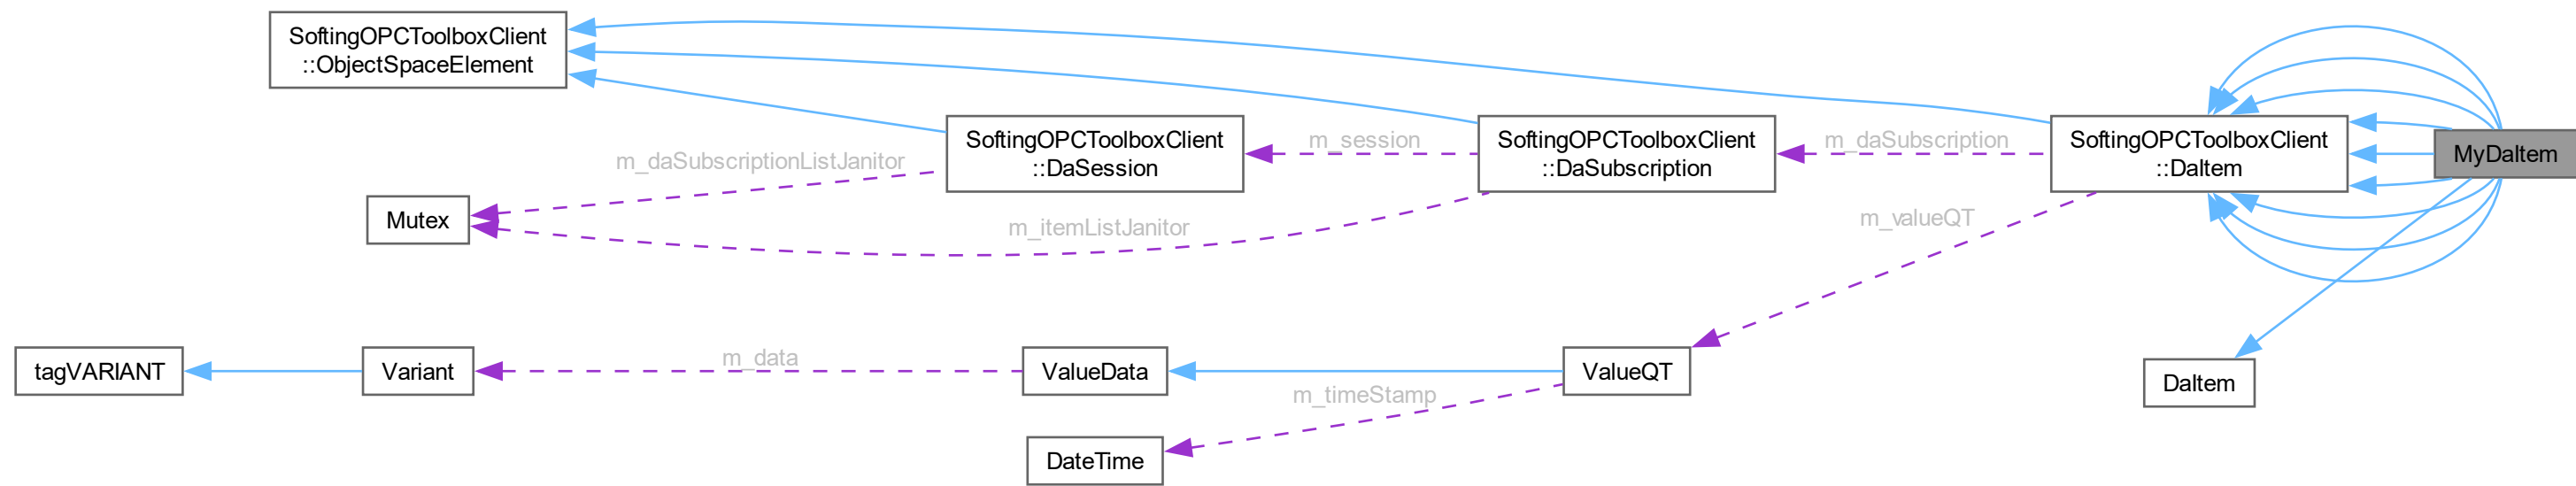 SoftingOPCToolboxClient
::ObjectSpaceElement
SoftingOPCToolboxClient
::DaSession
m_session
SoftingOPCToolboxClient
::DaSubscription
m_daSubscription
SoftingOPCToolboxClient
::DaItem
MyDaItem
m_daSubscriptionListJanitor
Mutex
m_itemListJanitor
m_valueQT
tagVARIANT
Variant
m_data
ValueData
m_timeStamp
ValueQT
DaItem
DateTime